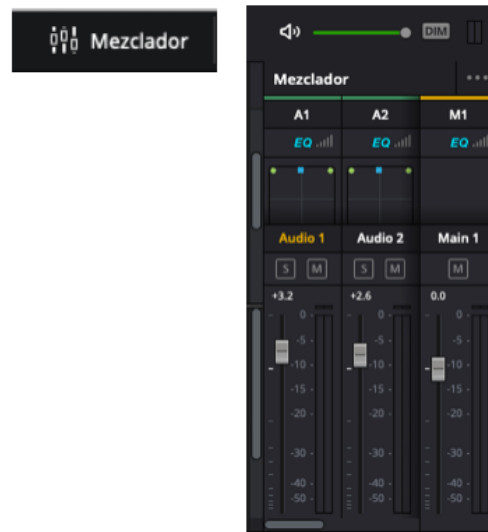 Mezclador
DIM
Mezclador ...
A1 A2 M1
EQ EQ EQ
Audio 1 Audio 2 Main 1
S M S M M
+3.2 +2.6 0.0
0 - 0 - 0 -
-5 - -5 - -5 -
-10 - -10 - -10 -
-15 - -15 - -15 -
-20 - -20 - -20 -
-30 - -30 - -30 -
-40 - -40 - -40 -
-50 - -50 - -50 -